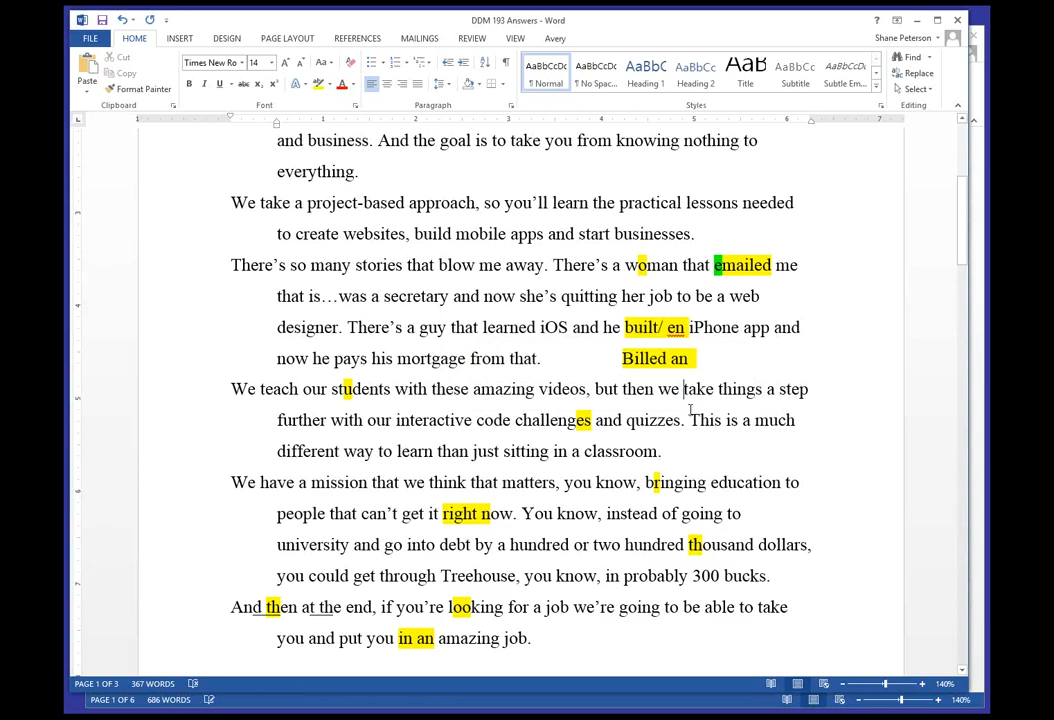 DDM 193 Answers - Word
FILE HOME INSERT DESIGN PAGE LAYOUT REFERENCES MAILINGS REVIEW VIEW Avery Shane Peterson
Cut
Copy
Format Painter
Paste
Times New Ro 14 Aa
B I U
AaBbCcDc AaBbCcDc AaBbC AaBbCc AaBb AaBbCcD AaBbCcDc
¶ Normal ¶ No Spac... Heading 1 Heading 2 Title Subtitle Subtle Em...
Find
Replace
Select
Clipboard Font Paragraph Styles Editing
1 1 2 3 4 5 6 7
and business. And the goal is to take you from knowing nothing to
everything.
We take a project-based approach, so you’ll learn the practical lessons needed
to create websites, build mobile apps and start businesses.
There’s so many stories that blow me away. There’s a woman that emailed me
that is…was a secretary and now she’s quitting her job to be a web
designer. There’s a guy that learned iOS and he built/ en iPhone app and
now he pays his mortgage from that. Billed an
We teach our students with these amazing videos, but then we take things a step
further with our interactive code challenges and quizzes. This is a much
different way to learn than just sitting in a classroom.
We have a mission that we think that matters, you know, bringing education to
people that can’t get it right now. You know, instead of going to
university and go into debt by a hundred or two hundred thousand dollars,
you could get through Treehouse, you know, in probably 300 bucks.
And then at the end, if you’re looking for a job we’re going to be able to take
you and put you in an amazing job.
PAGE 1 OF 3 367 WORDS 140%
PAGE 1 OF 6 686 WORDS 140%